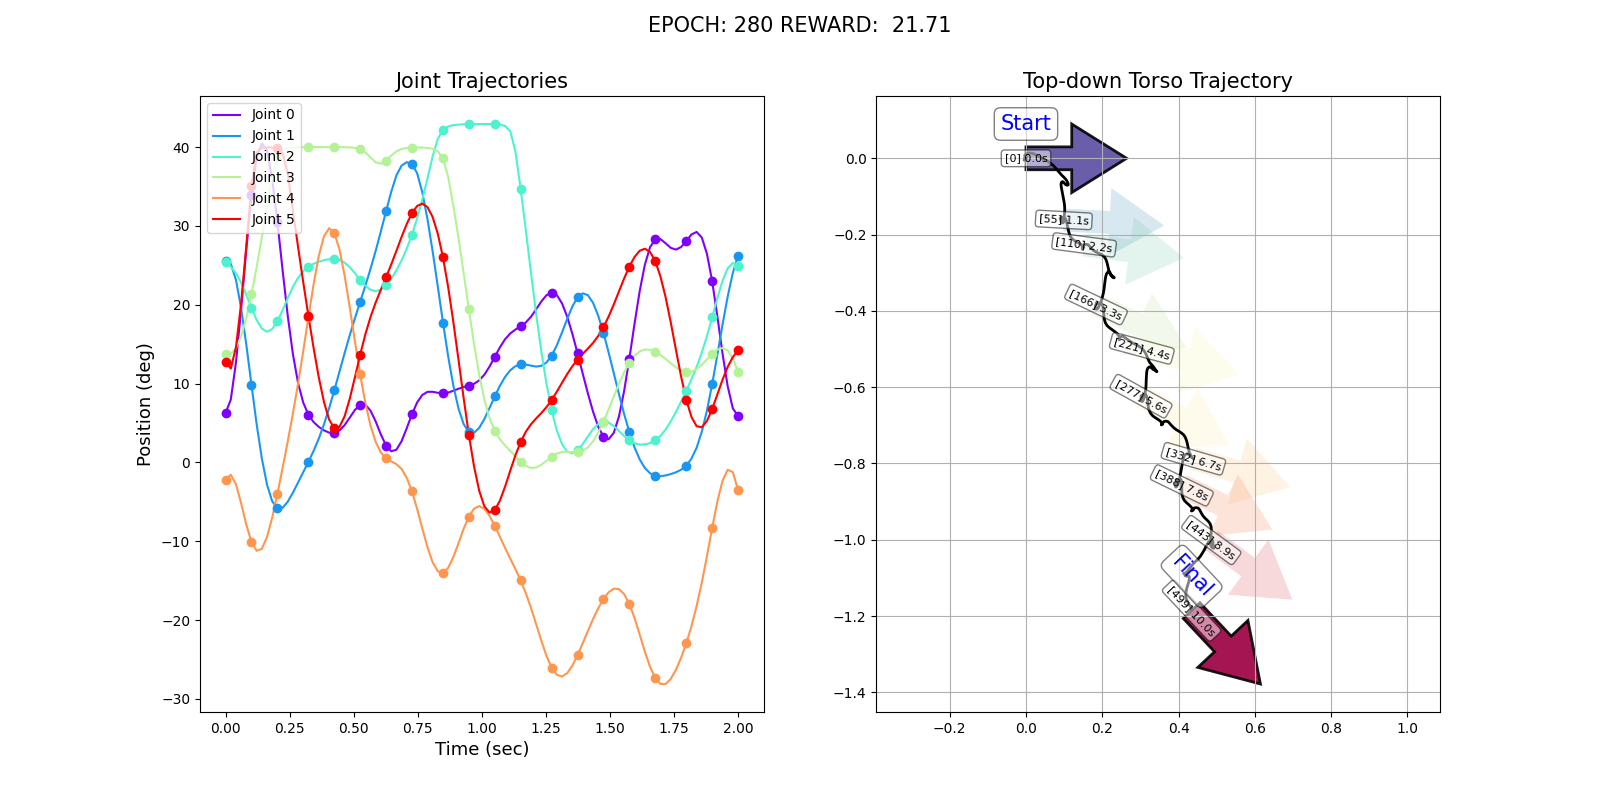 EPOCH: 280 REWARD:  21.71
Joint Trajectories
Position (deg)
40
30
20
10
0
−10
−20
−30
Joint 0
Joint 1
Joint 2
Joint 3
Joint 4
Joint 5
0.00 0.25 0.50 0.75 1.00 1.25 1.50 1.75 2.00
Time (sec)
Top-down Torso Trajectory
0.0
−0.2
−0.4
−0.6
−0.8
−1.0
−1.2
−1.4
Start
[0] 0.0s
[55] 1.1s
[110] 2.2s
[166] 3.3s
[221] 4.4s
[277] 5.6s
[332] 6.7s
[388] 7.8s
[443] 8.9s
Final
[499] 10.0s
−0.2 0.0 0.2 0.4 0.6 0.8 1.0